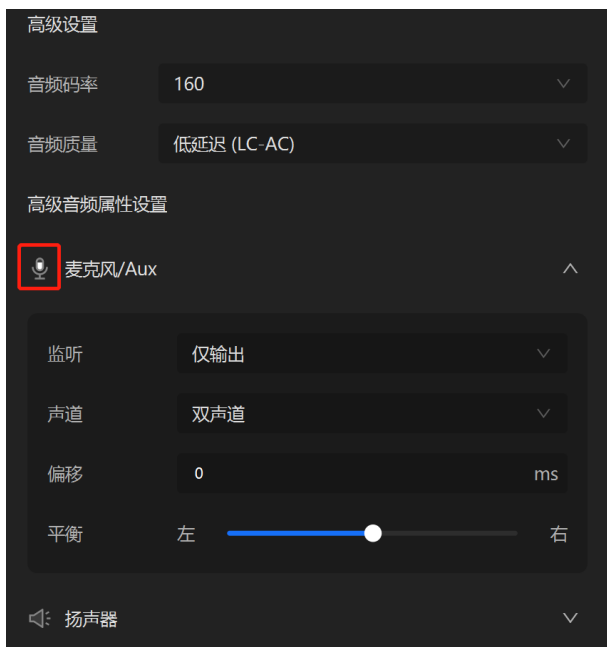 高级设置
音频码率 160
音频质量 低延迟 (LC-AC)
高级音频属性设置
麦克风/Aux
监听 仅输出
声道 双声道
偏移 0 ms
平衡 左 右
扬声器